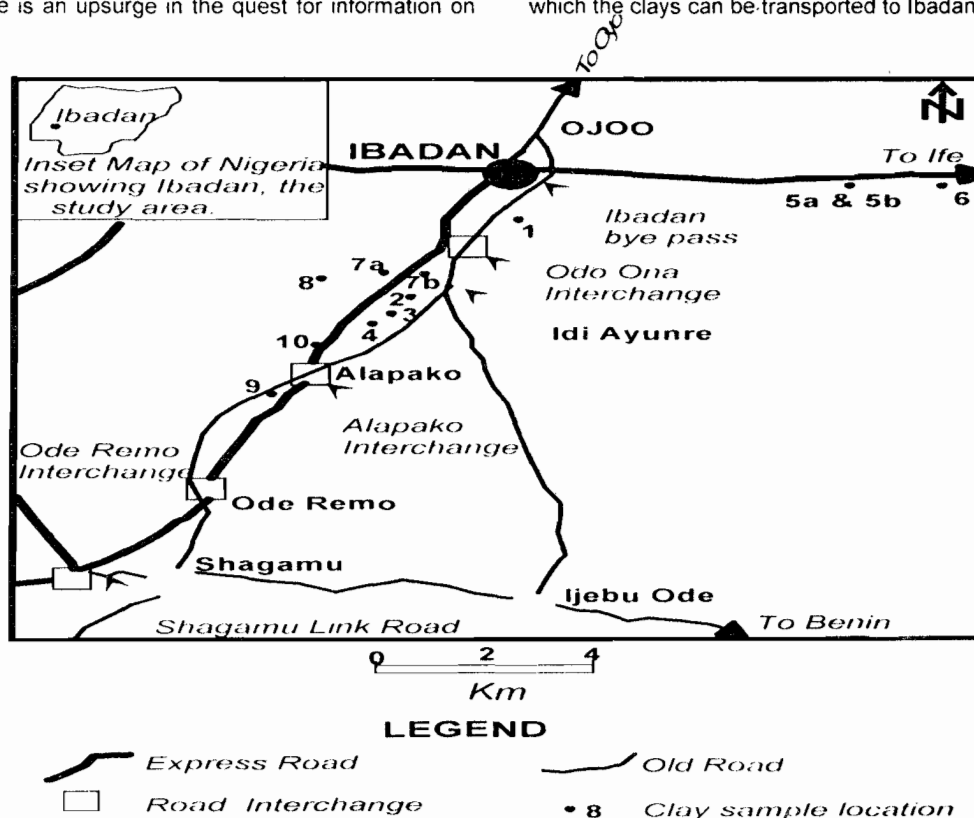 e is an upsurge in the quest for information on
which the clays can be transported to Ibadan
To Oyo
Ibadan
Inset Map of Nigeria
showing Ibadan, the
study area.
N
OJOO
IBADAN
To Ife
5a & 5b
6
1
Ibadan
bye pass
7a
8
7b
Odo Ona
Interchange
2
3
4
Idi Ayunre
10
Alapako
9
Alapako
Interchange
Ode Remo
Interchange
Ode Remo
Shagamu
Ijebu Ode
To Benin
Shagamu Link Road
0 2 4
Km
LEGEND
Express Road
Old Road
Road Interchange
8 Clay sample location